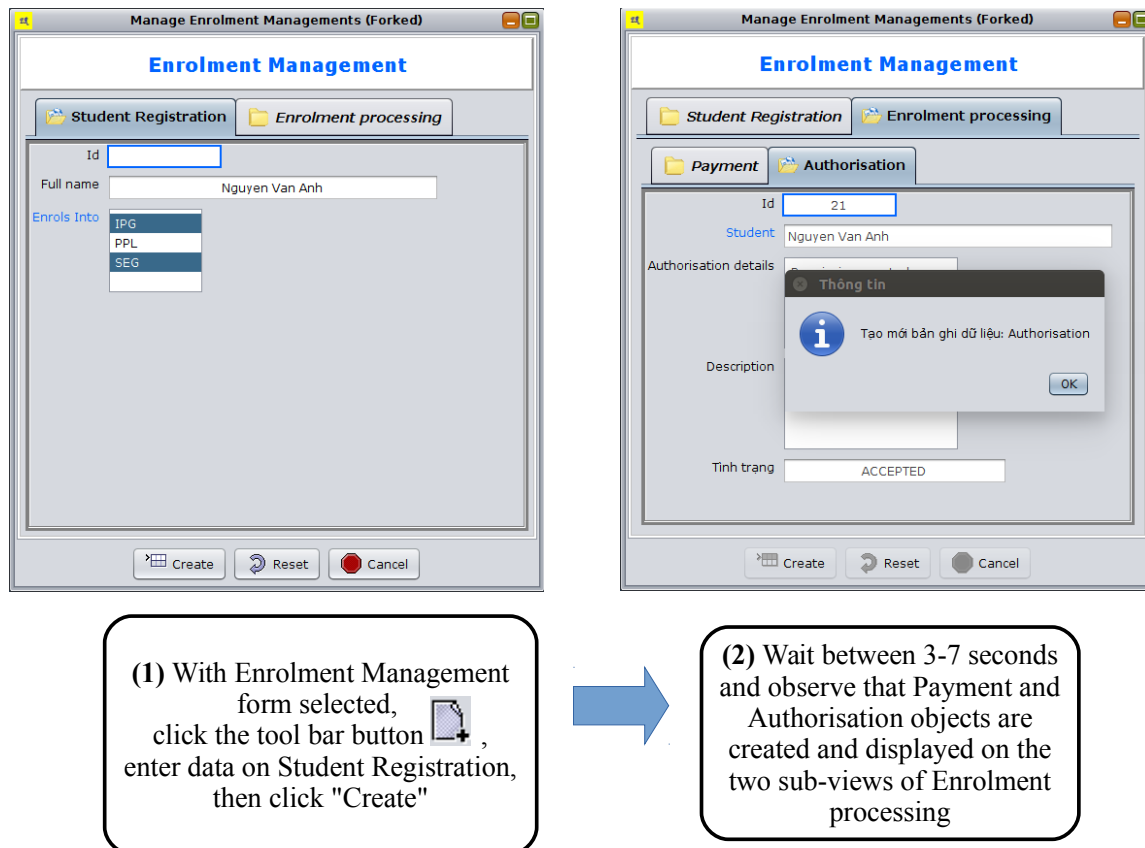 Manage Enrolment Managements (Forked)
Enrolment Management
Student Registration
Enrolment processing
Id
Full name
Nguyen Van Anh
Enrols Into
IPG
PPL
SEG
Create
Reset
Cancel
(1) With Enrolment Management
form selected,
click the tool bar button ,
enter data on Student Registration,
then click "Create"
Manage Enrolment Managements (Forked)
Enrolment Management
Student Registration
Enrolment processing
Payment
Authorisation
Id
21
Student
Nguyen Van Anh
Authorisation details
Thông tin
Tạo mới bản ghi dữ liệu: Authorisation
OK
Description
Tình trạng
ACCEPTED
Create
Reset
Cancel
(2) Wait between 3-7 seconds
and observe that Payment and
Authorisation objects are
created and displayed on the
two sub-views of Enrolment
processing